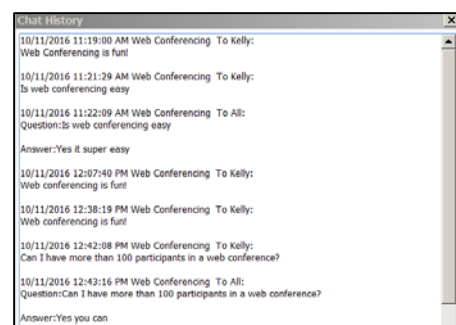 Chat History
10/11/2016 11:19:00 AM Web Conferencing  To Kelly:
Web Conferencing is fun!
10/11/2016 11:21:29 AM Web Conferencing  To Kelly:
Is web conferencing easy
10/11/2016 11:22:09 AM Web Conferencing  To All:
Question:Is web conferencing easy
Answer:Yes it super easy
10/11/2016 12:07:40 PM Web Conferencing  To Kelly:
Web conferencing is fun!
10/11/2016 12:38:19 PM Web Conferencing  To Kelly:
Web conferencing is fun!
10/11/2016 12:42:08 PM Web Conferencing  To Kelly:
Can I have more than 100 participants in a web conference?
10/11/2016 12:43:16 PM Web Conferencing  To All:
Question:Can I have more than 100 participants in a web conference?
Answer:Yes you can